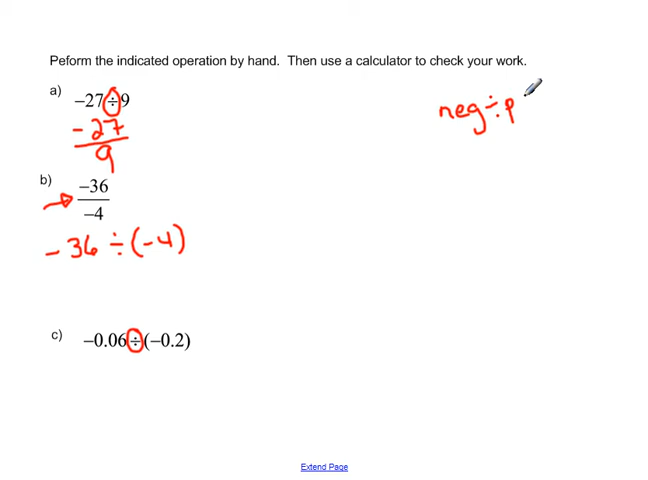 Peform the indicated operation by hand. Then use a calculator to check your work.
a) −27 ÷ 9
neg ÷ p
−27
9
b) −36
−4
−36 ÷ (−4)
c) −0.06 ÷ (−0.2)
Extend Page